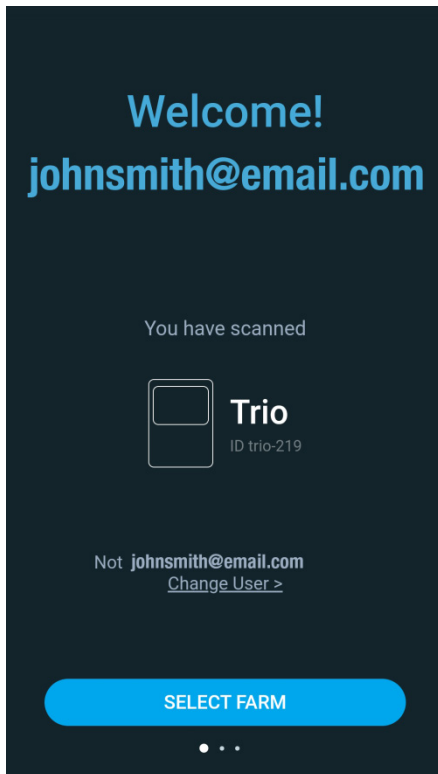 Welcome!
johnsmith@email.com
You have scanned
Trio
ID trio-219
Not johnsmith@email.com
Change User >
SELECT FARM